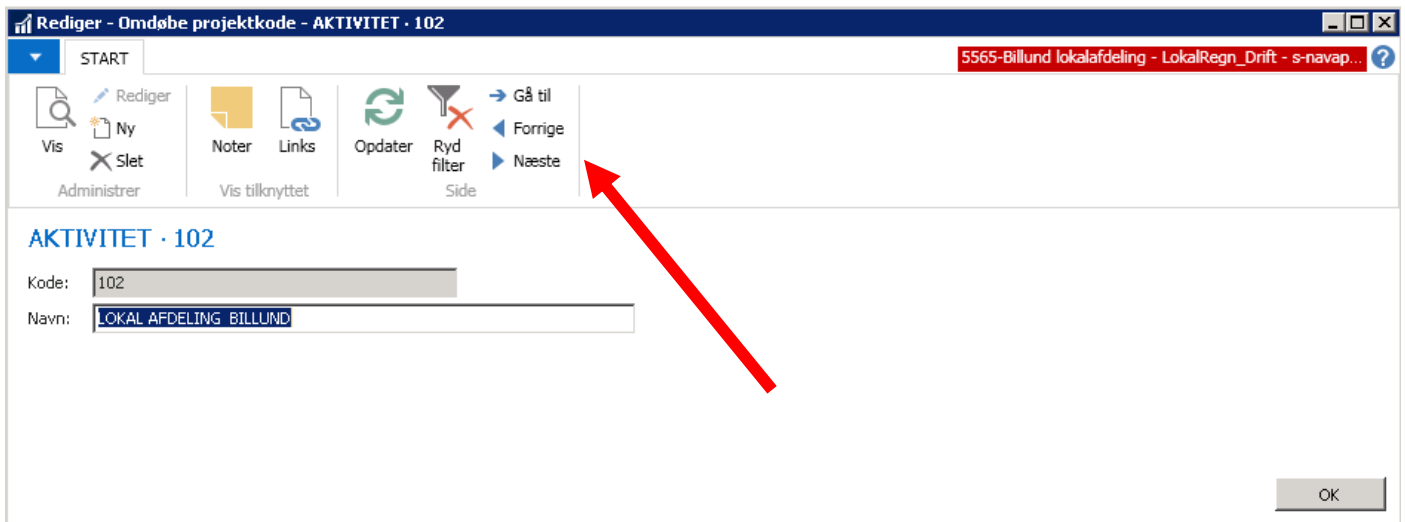 Rediger - Omdøbe projektkode - AKTIVITET · 102
START
5565-Billund lokalafdeling - LokalRegn_Drift - s-navap...
?
Vis
Rediger
Ny
Slet
Administrer
Noter
Links
Vis tilknyttet
Opdater
Ryd
filter
Gå til
Forrige
Næste
Side
AKTIVITET · 102
Kode: 102
Navn: LOKAL AFDELING BILLUND
OK